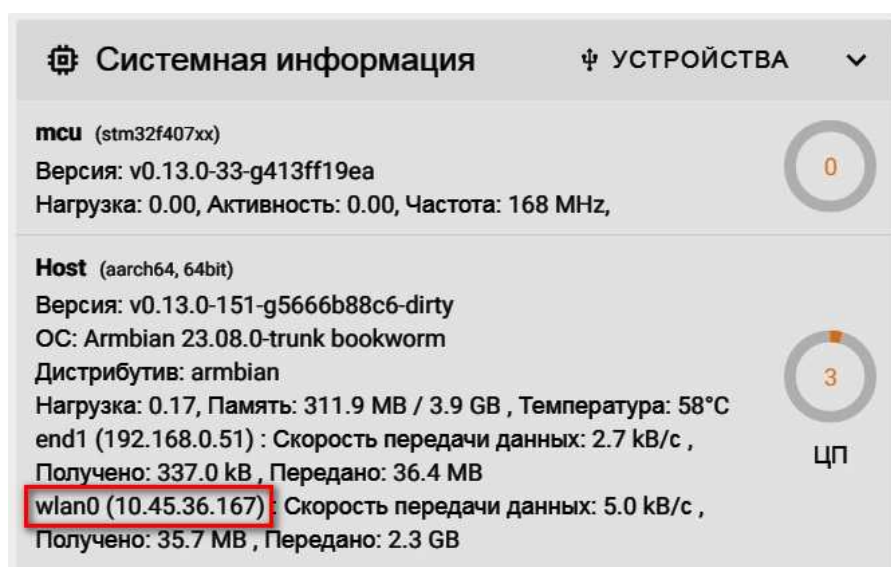 Системная информация
УСТРОЙСТВА
mcu (stm32f407xx)
Версия: v0.13.0-33-g413ff19ea
Нагрузка: 0.00, Активность: 0.00, Частота: 168 MHz,
0
Host (aarch64, 64bit)
Версия: v0.13.0-151-g5666b88c6-dirty
ОС: Armbian 23.08.0-trunk bookworm
Дистрибутив: armbian
Нагрузка: 0.17, Память: 311.9 MB / 3.9 GB , Температура: 58°C
end1 (192.168.0.51) : Скорость передачи данных: 2.7 kB/с ,
Получено: 337.0 kB , Передано: 36.4 MB
wlan0 (10.45.36.167) : Скорость передачи данных: 5.0 kB/с ,
Получено: 35.7 MB , Передано: 2.3 GB
3
ЦП